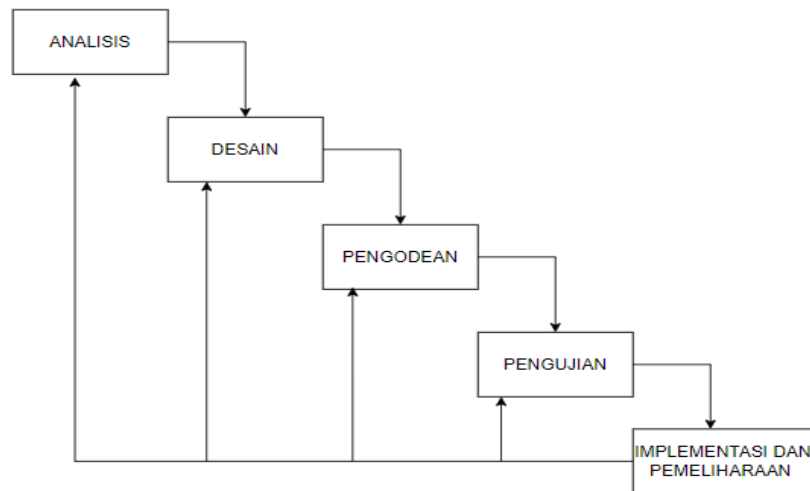 ANALISIS
DESAIN
PENGODEAN
PENGUJIAN
IMPLEMENTASI DAN
PEMELIHARAAN